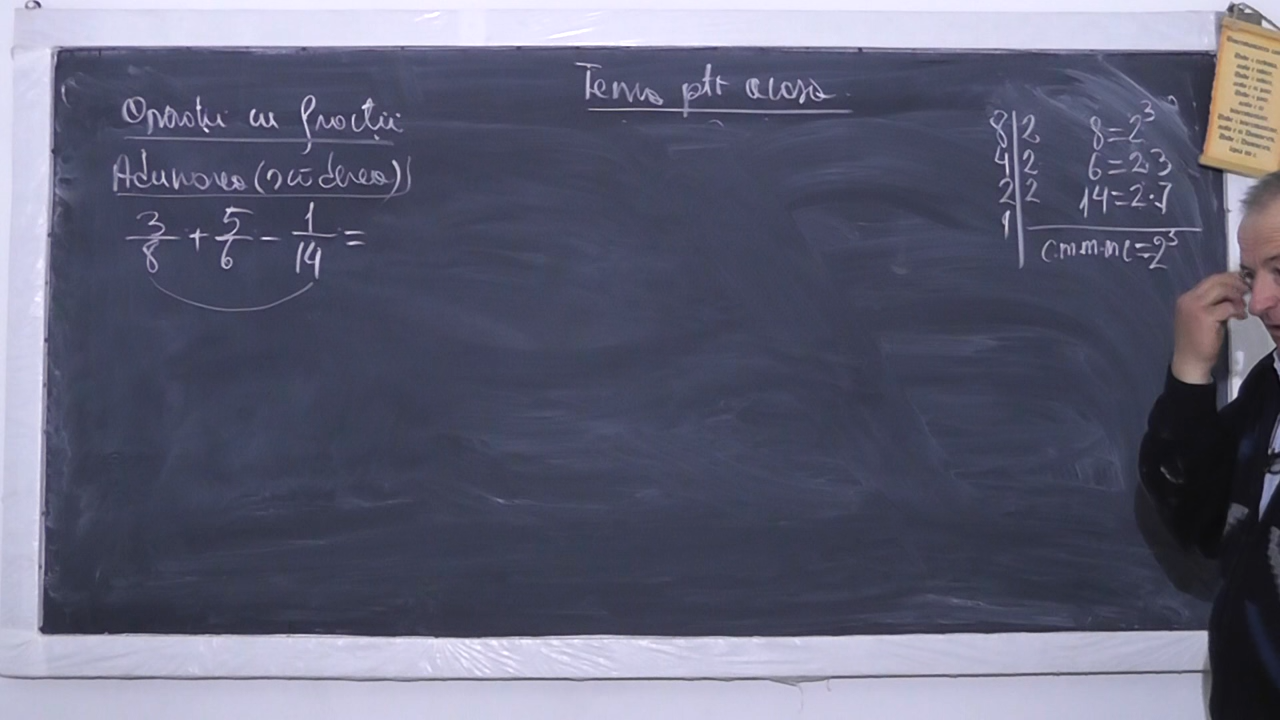 Tema ptr acasa
Operații cu fracții
Adunarea (scăderea)
3/8 + 5/6 - 1/14 =
8 | 2
4 | 2
2 | 2
1 |
8=2³
6=2·3
14=2·7
c.m.m.m.c=2³